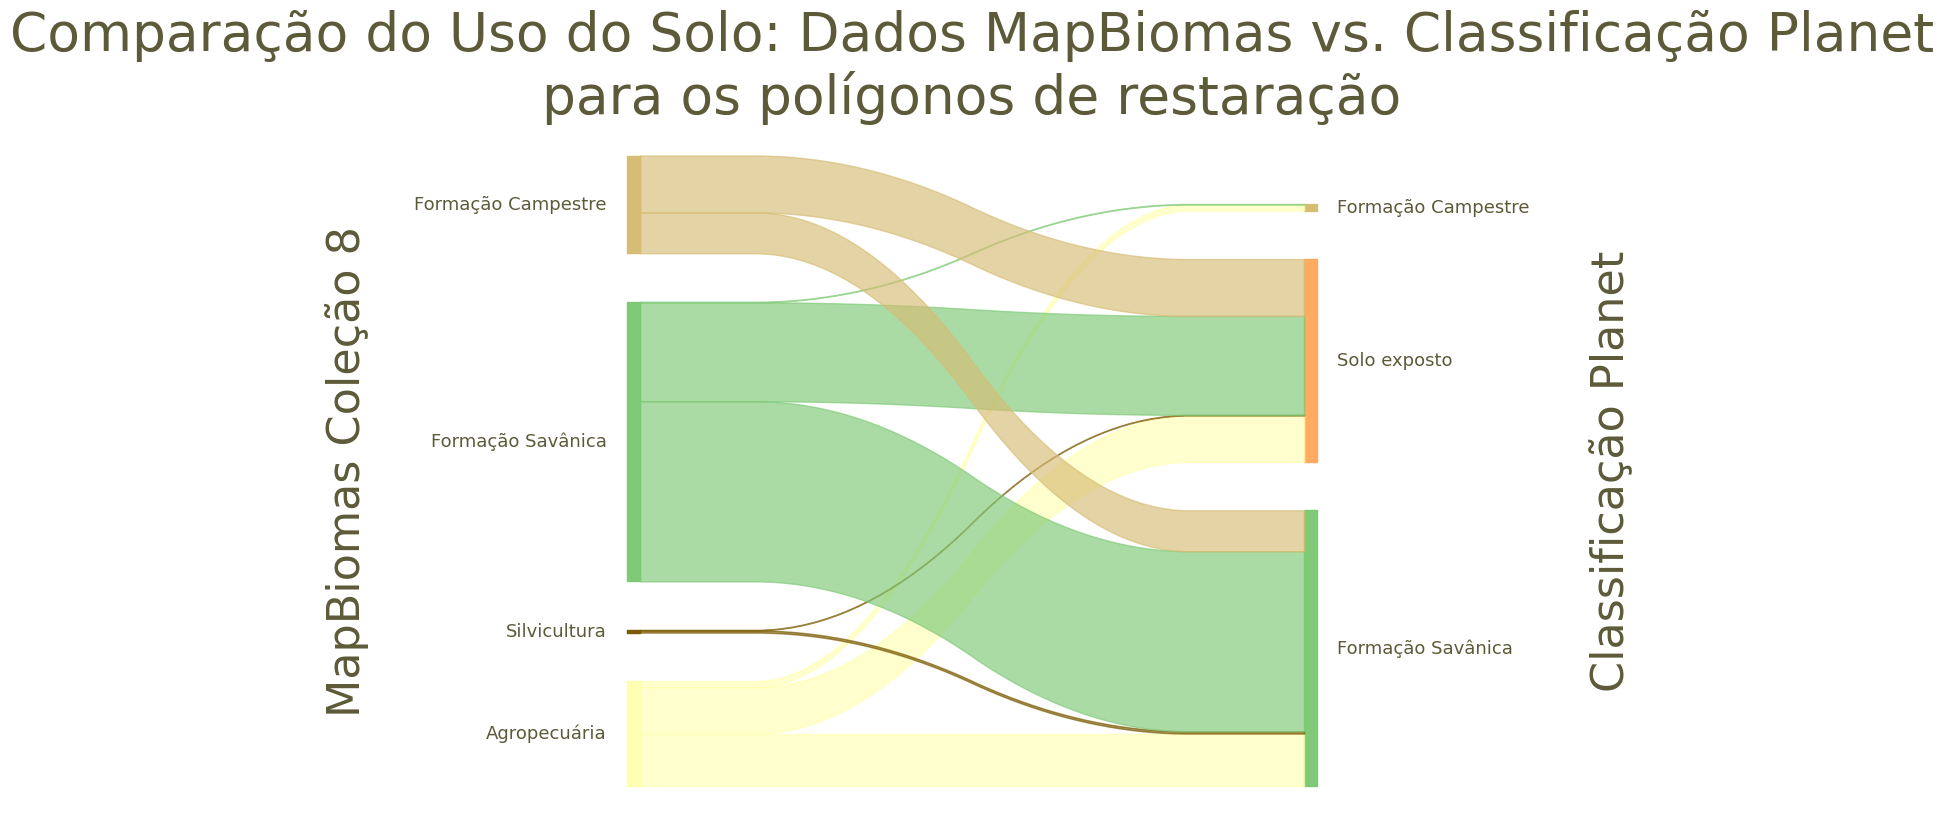 Comparação do Uso do Solo: Dados MapBiomas vs. Classificação Planet
para os polígonos de restaração
MapBiomas Coleção 8
Formação Campestre
Formação Savânica
Silvicultura
Agropecuária
Formação Campestre
Solo exposto
Formação Savânica
Classificação Planet